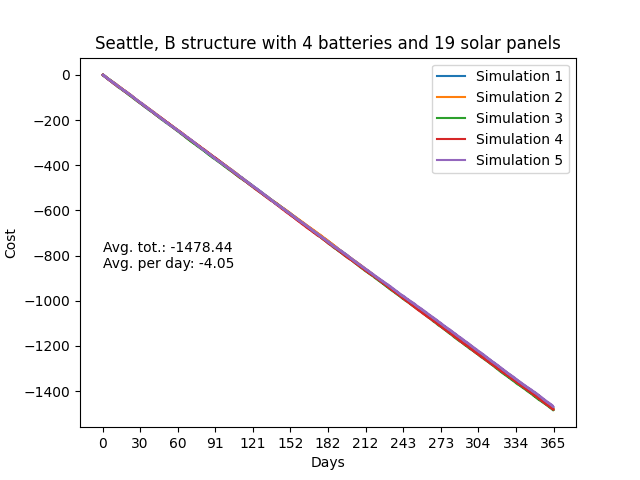 Seattle, B structure with 4 batteries and 19 solar panels
0
−200
−400
−600
−800
−1000
−1200
−1400
Cost
Simulation 1
Simulation 2
Simulation 3
Simulation 4
Simulation 5
Avg. tot.: -1478.44
Avg. per day: -4.05
0 30 60 91 121 152 182 212 243 273 304 334 365
Days